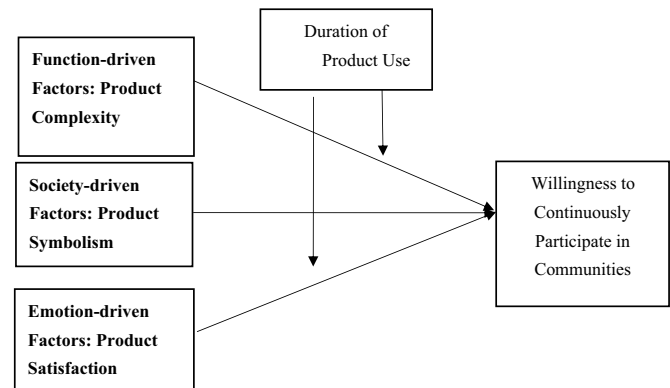 Duration of
Product Use
Function-driven
Factors: Product
Complexity
Society-driven
Factors: Product
Symbolism
Emotion-driven
Factors: Product
Satisfaction
Willingness to
Continuously
Participate in
Communities